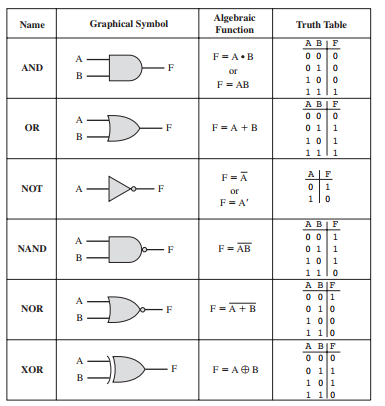 Name Graphical Symbol Algebraic Function Truth Table
AND
A
B
F
F = A • B
or
F = AB
A B F
0 0 0
0 1 0
1 0 0
1 1 1
OR
A
B
F
F = A + B
A B F
0 0 0
0 1 1
1 0 1
1 1 1
NOT
A
F
F = A̅
or
F = A′
A F
0 1
1 0
NAND
A
B
F
F = A̅B̅
A B F
0 0 1
0 1 1
1 0 1
1 1 0
NOR
A
B
F
F = A̅ ̅+̅ ̅B̅
A B F
0 0 1
0 1 0
1 0 0
1 1 0
XOR
A
B
F
F = A ⊕ B
A B F
0 0 0
0 1 1
1 0 1
1 1 0